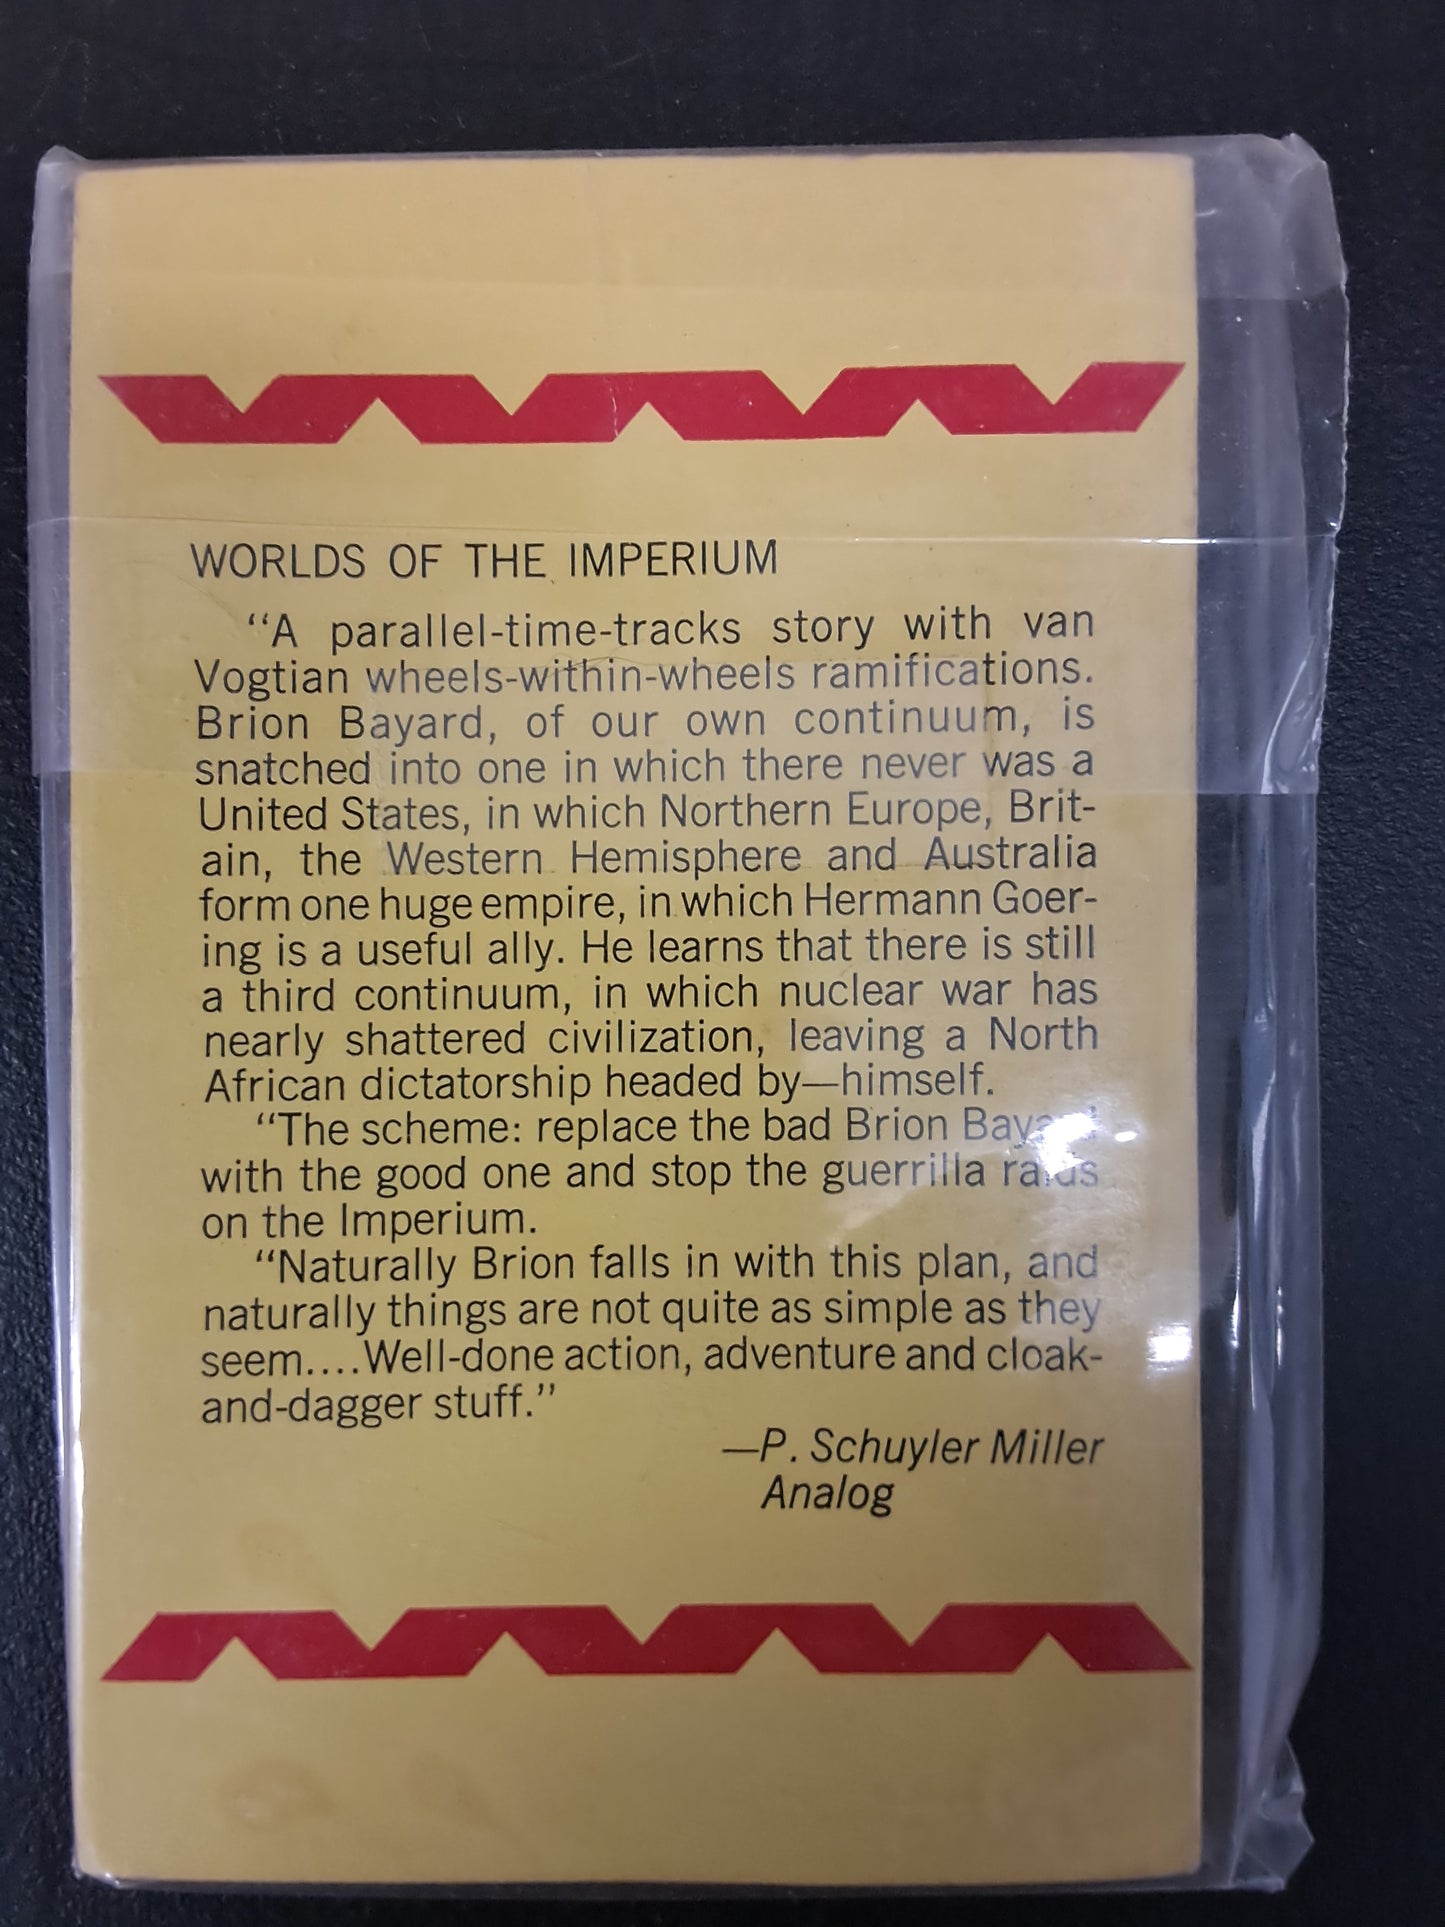 WORLDS OF THE IMPERIUM
“A parallel-time-tracks story with van
Vogtian wheels-within-wheels ramifications.
Brion Bayard, of our own continuum, is
snatched into one in which there never was a
United States, in which Northern Europe, Brit-
ain, the Western Hemisphere and Australia
form one huge empire, in which Hermann Goer-
ing is a useful ally. He learns that there is still
a third continuum, in which nuclear war has
nearly shattered civilization, leaving a North
African dictatorship headed by—himself.
“The scheme: replace the bad Brion Bayard
with the good one and stop the guerrilla raids
on the Imperium.
“Naturally Brion falls in with this plan, and
naturally things are not quite as simple as they
seem....Well-done action, adventure and cloak-
and-dagger stuff.”
—P. Schuyler Miller
Analog